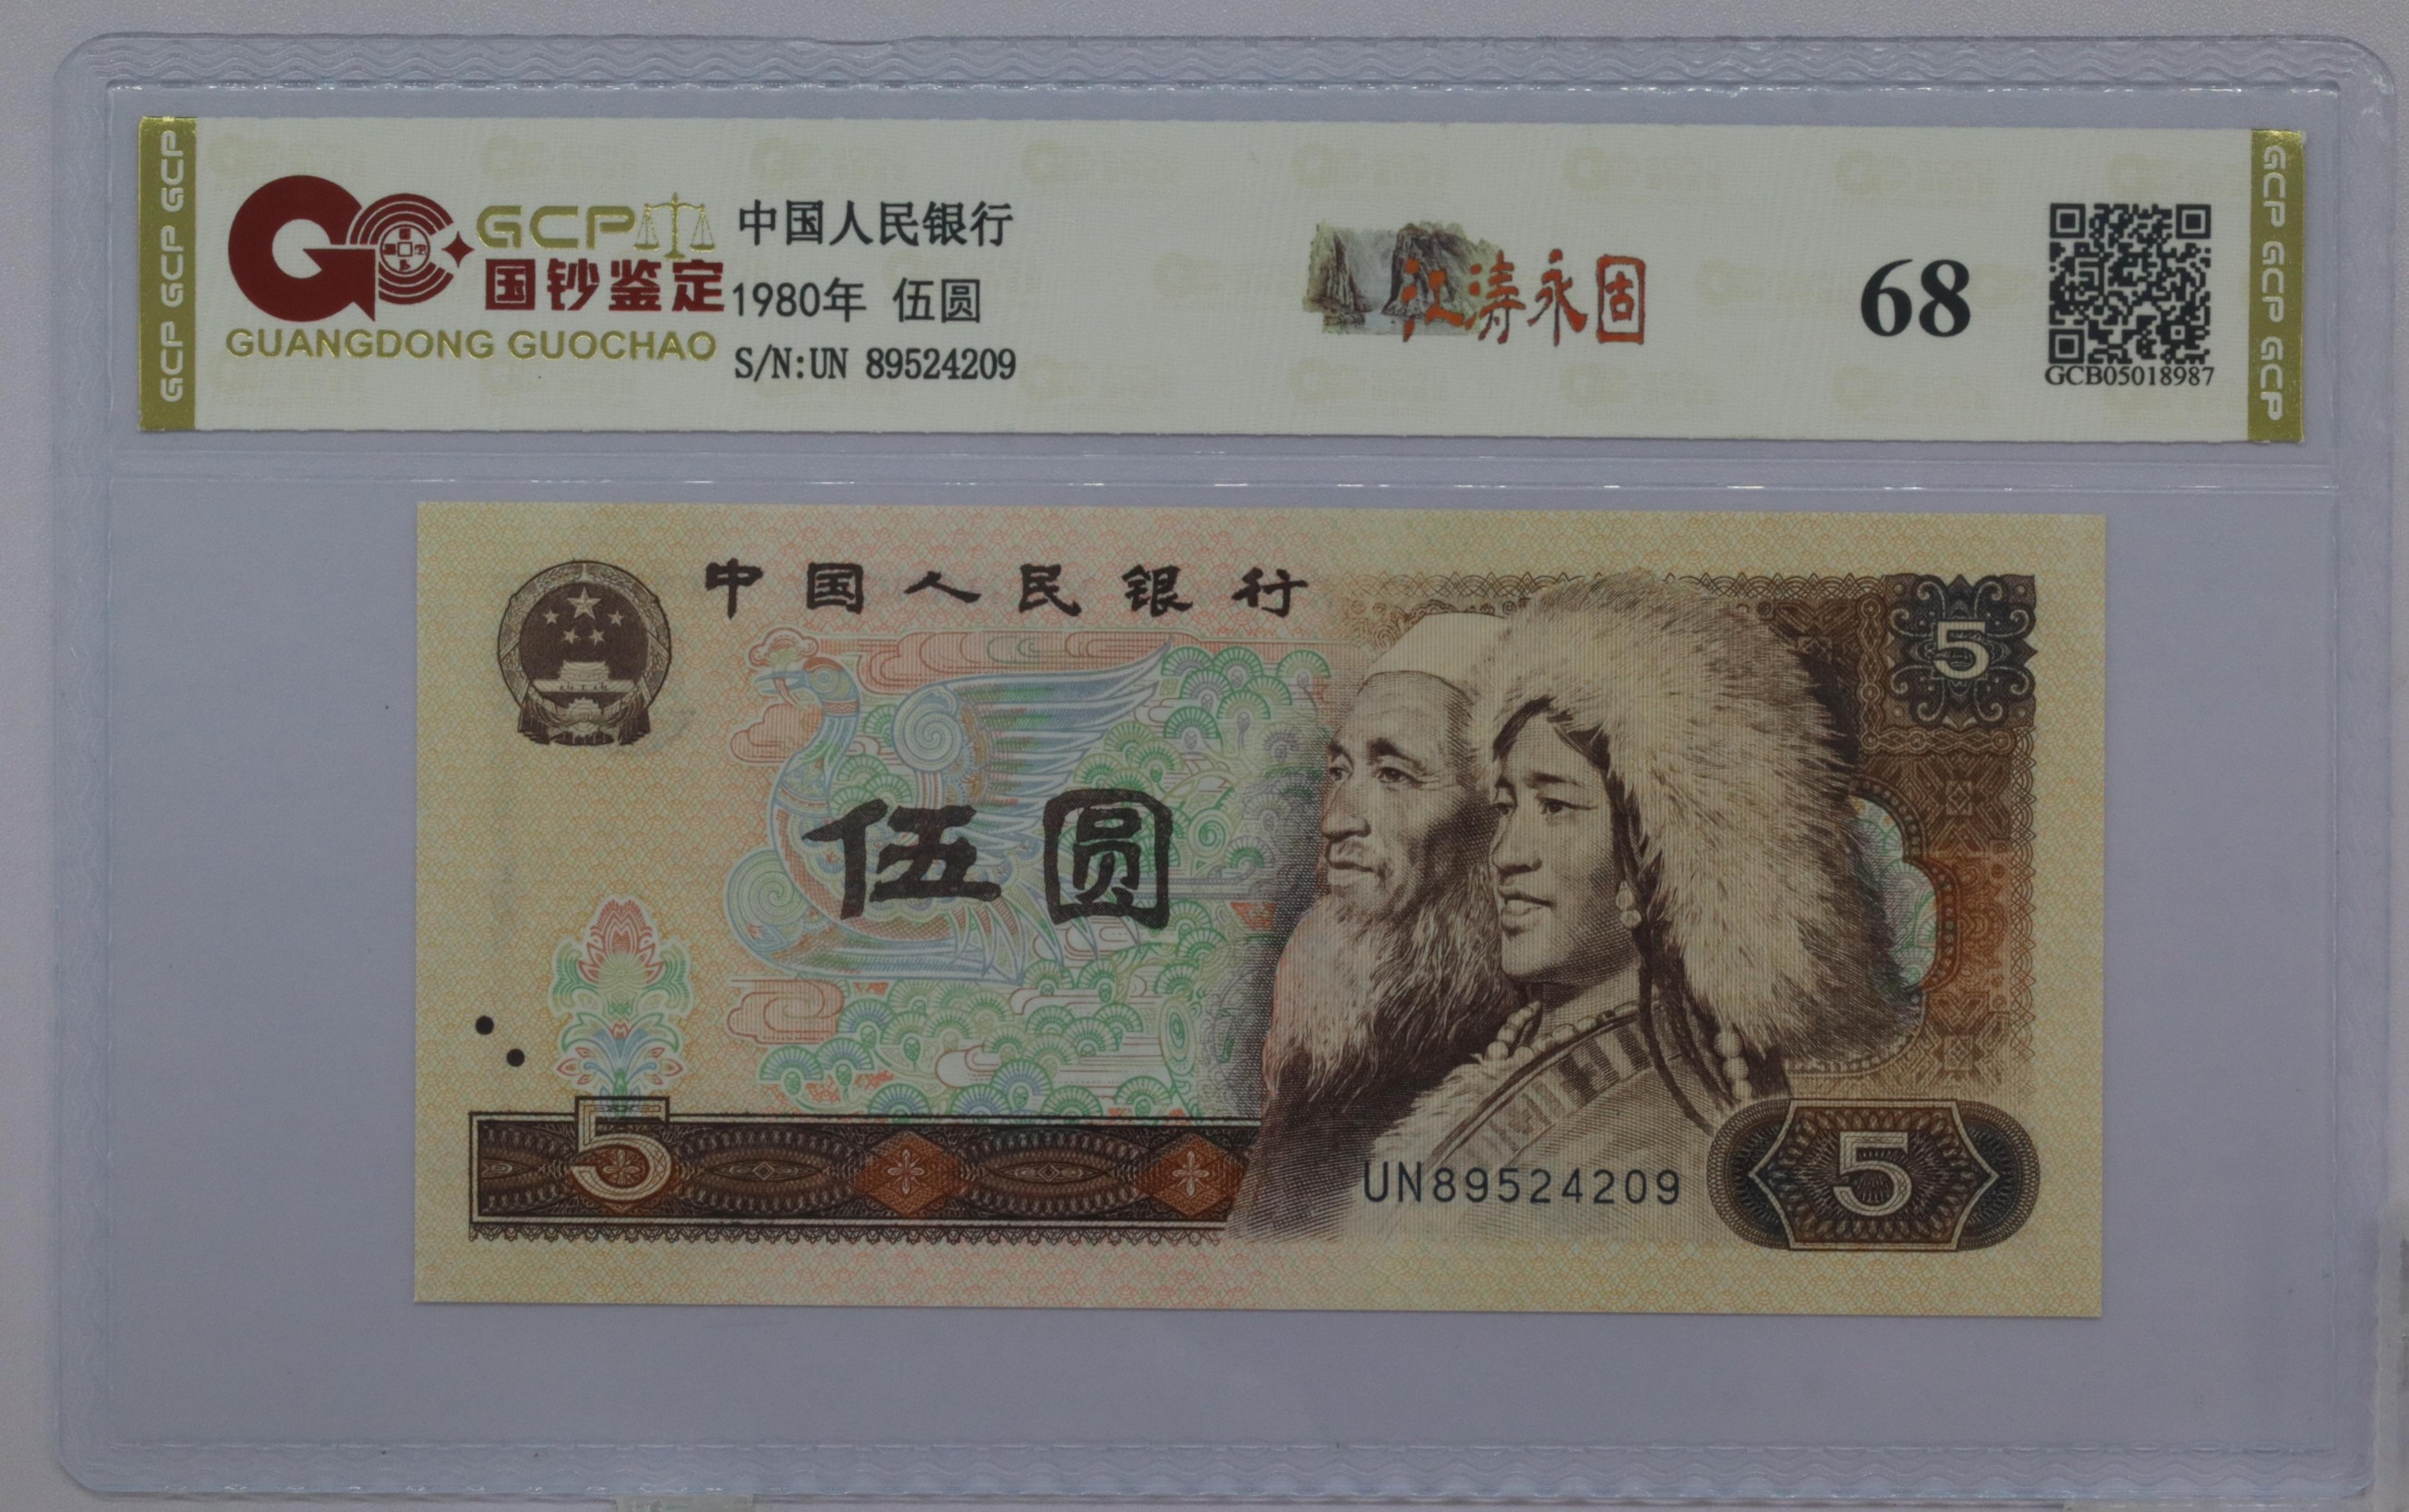 GCP GCP GCP
GCP
国钞鉴定
GUANGDONG GUOCHAO
中国人民银行
1980年 伍圆
S/N:UN 89524209
江涛永固
68
GCB05018987
GCP GCP GCP
中国人民银行
5
伍圆
5
UN89524209
5